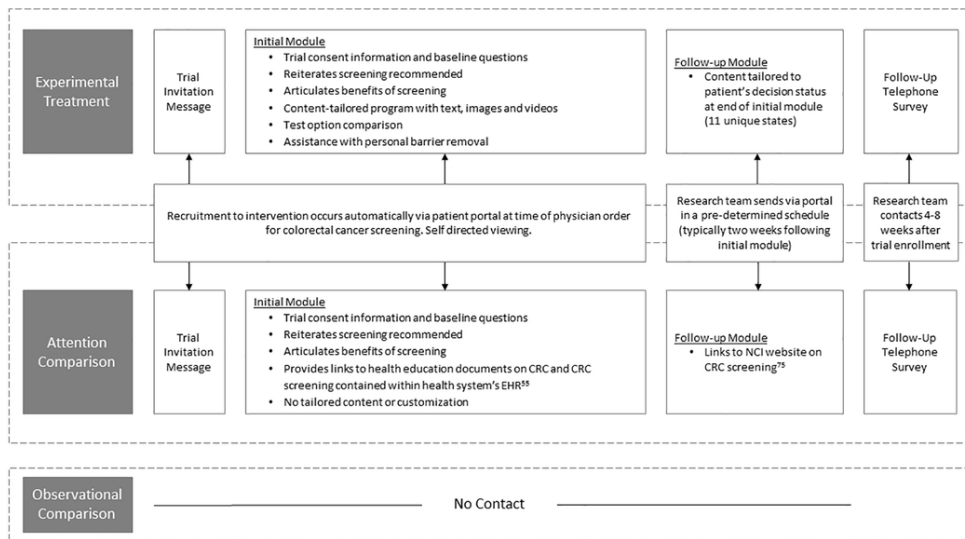 Experimental
Treatment
Trial
Invitation
Message
Initial Module
• Trial consent information and baseline questions
• Reiterates screening recommended
• Articulates benefits of screening
• Content-tailored program with text, images and videos
• Test option comparison
• Assistance with personal barrier removal
Follow-up Module
• Content tailored to
patient's decision status
at end of initial module
(11 unique states)
Follow-Up
Telephone
Survey
Recruitment to intervention occurs automatically via patient portal at time of physician order
for colorectal cancer screening. Self directed viewing.
Research team sends via portal
in a pre-determined schedule
(typically two weeks following
initial module)
Research team
contacts 4-8
weeks after
trial enrollment
Attention
Comparison
Trial
Invitation
Message
Initial Module
• Trial consent information and baseline questions
• Reiterates screening recommended
• Articulates benefits of screening
• Provides links to health education documents on CRC and CRC
screening contained within health system's EHR⁵⁵
• No tailored content or customization
Follow-up Module
• Links to NCI website on
CRC screening⁷⁵
Follow-Up
Telephone
Survey
Observational
Comparison
No Contact